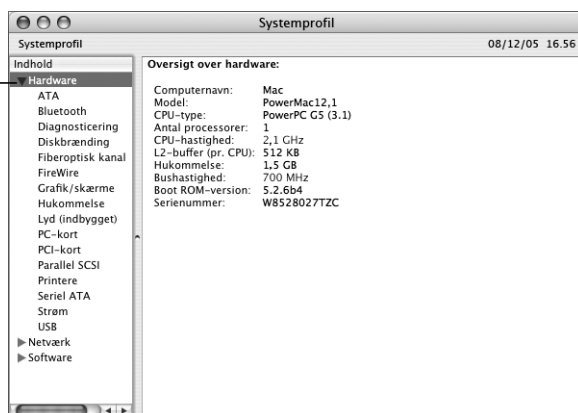 Systemprofil
Systemprofil 08/12/05 16.56
Indhold
Hardware
ATA
Bluetooth
Diagnosticering
Diskbrænding
Fiberoptisk kanal
FireWire
Grafik/skærme
Hukommelse
Lyd (indbygget)
PC-kort
PCI-kort
Parallel SCSI
Printere
Seriel ATA
Strøm
USB
Netværk
Software
Oversigt over hardware:
Computernavn: Mac
Model: PowerMac12,1
CPU-type: PowerPC G5 (3.1)
Antal processorer: 1
CPU-hastighed: 2,1 GHz
L2-buffer (pr. CPU): 512 KB
Hukommelse: 1,5 GB
Bushastighed: 700 MHz
Boot ROM-version: 5.2.6b4
Serienummer: W8528027TZC